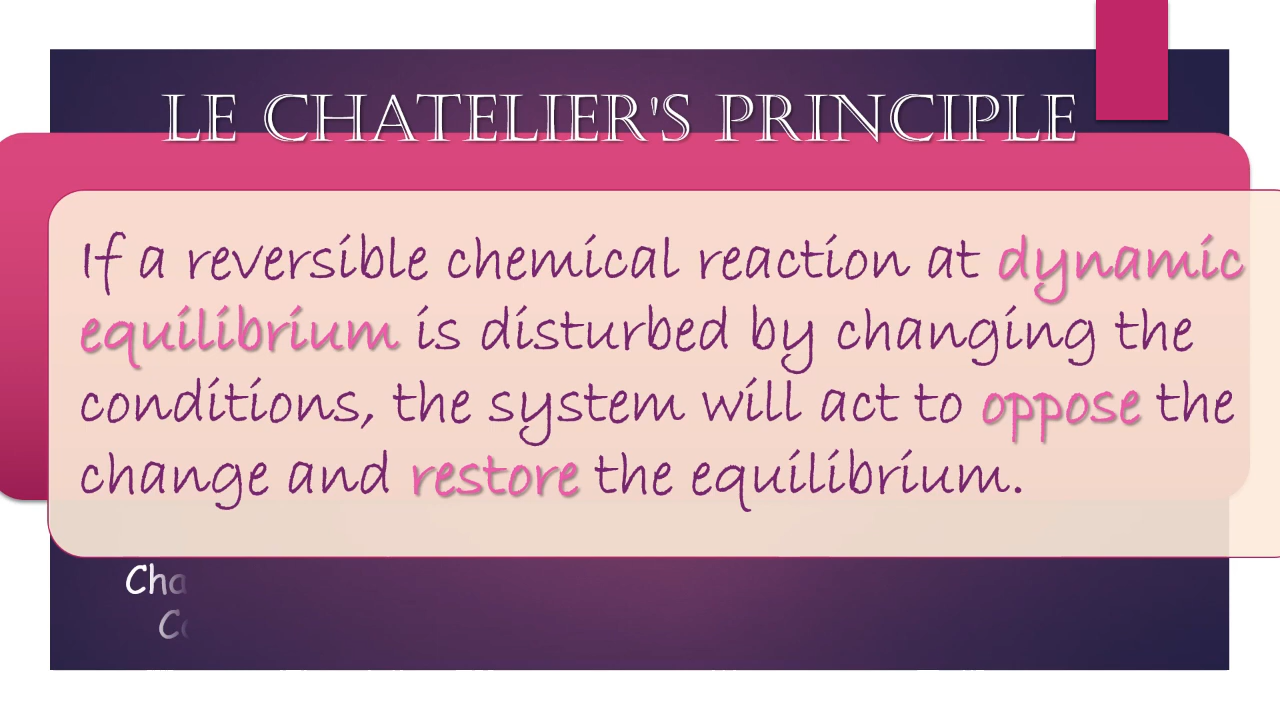 LE CHATELIER'S PRINCIPLE
If a reversible chemical reaction at dynamic
equilibrium is disturbed by changing the
conditions, the system will act to oppose the
change and restore the equilibrium.